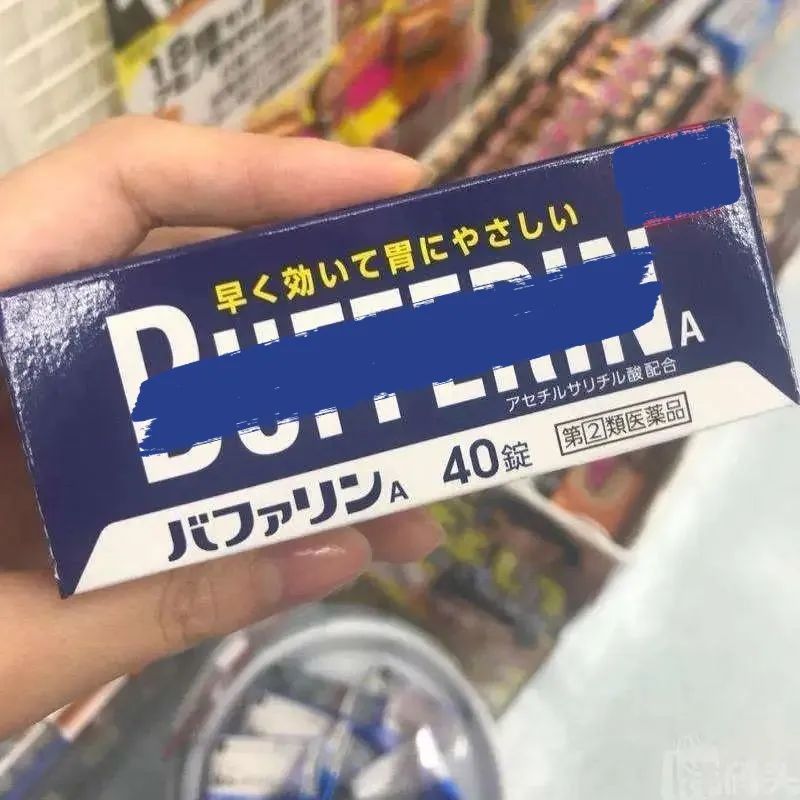 早く効いて胃にやさしい
BUFFERIN A
アセチルサリチル酸配合
第②類医薬品
バファリンA 40錠